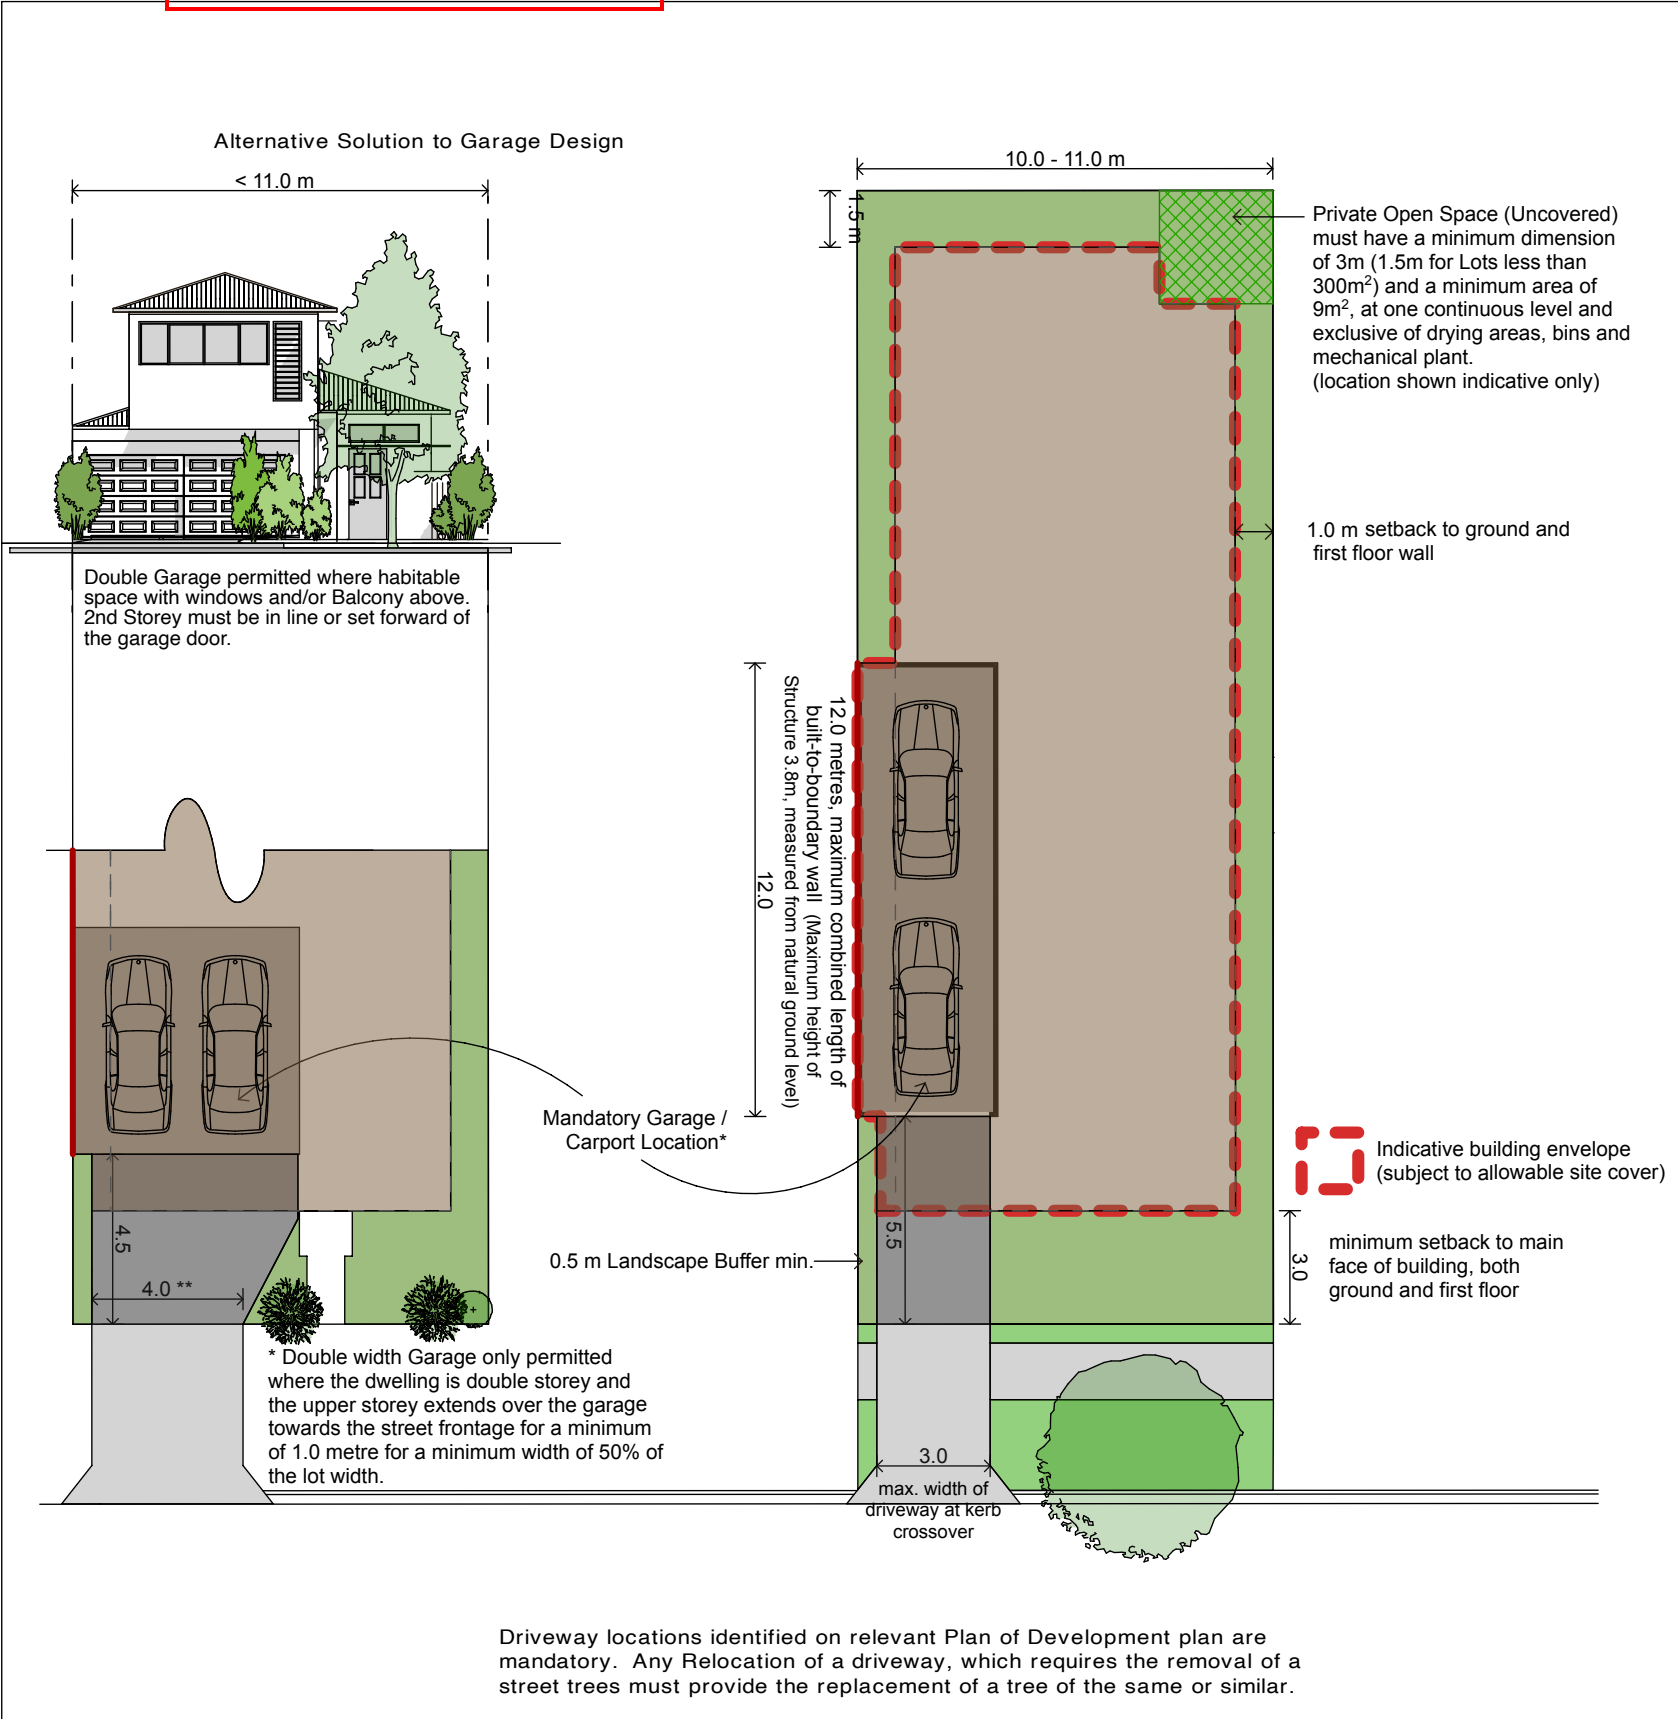 Alternative Solution to Garage Design
< 11.0 m
10.0 - 11.0 m
1.5 m
Private Open Space (Uncovered)
must have a minimum dimension
of 3m (1.5m for Lots less than
300m²) and a minimum area of
9m², at one continuous level and
exclusive of drying areas, bins and
mechanical plant.
(location shown indicative only)
1.0 m setback to ground and
first floor wall
Double Garage permitted where habitable
space with windows and/or Balcony above.
2nd Storey must be in line or set forward of
the garage door.
12.0 metres, maximum combined length of
built-to-boundary wall (Maximum height of
Structure 3.8m, measured from natural ground level)
12.0
Mandatory Garage /
Carport Location*
Indicative building envelope
(subject to allowable site cover)
4.5
4.0 **
5.5
0.5 m Landscape Buffer min.
3.0
minimum setback to main
face of building, both
ground and first floor
* Double width Garage only permitted
where the dwelling is double storey and
the upper storey extends over the garage
towards the street frontage for a minimum
of 1.0 metre for a minimum width of 50% of
the lot width.
3.0
max. width of
driveway at kerb
crossover
Driveway locations identified on relevant Plan of Development plan are
mandatory. Any Relocation of a driveway, which requires the removal of a
street trees must provide the replacement of a tree of the same or similar.